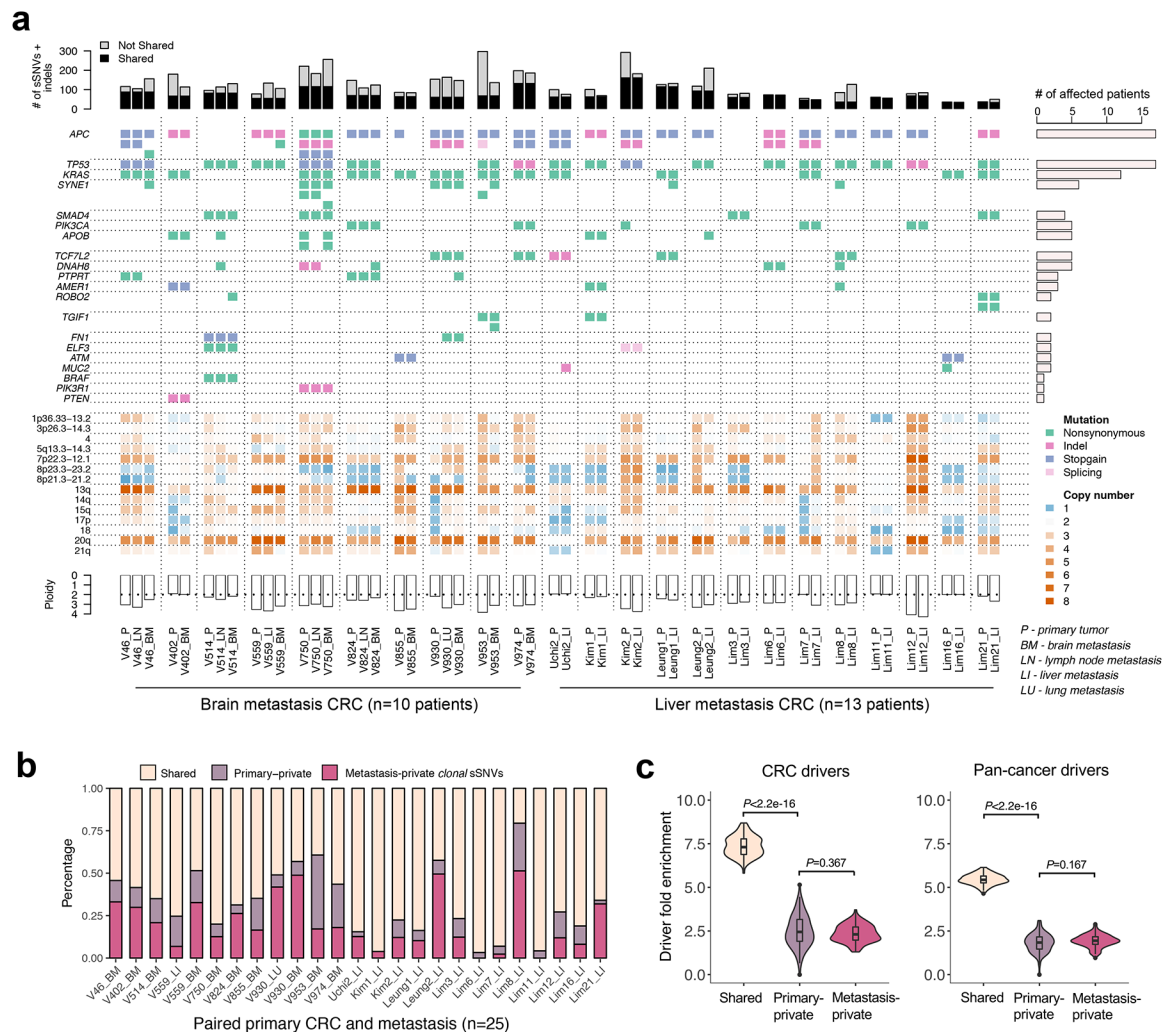 a
Not Shared
Shared
# of sSNVs +
indels
300
200
100
0
# of affected patients
0 5 10 15
APC
TP53
KRAS
SYNE1
SMAD4
PIK3CA
APOB
TCF7L2
DNAH8
PTPRT
AMER1
ROBO2
TGIF1
FN1
ELF3
ATM
MUC2
BRAF
PIK3R1
PTEN
1p36.33−13.2
3p26.3−14.3
4
5q13.3−14.3
7p22.3−12.1
8p23.3−23.2
8p21.3−21.2
13q
14q
15q
17p
18
20q
21q
Mutation
Nonsynonymous
Indel
Stopgain
Splicing
Copy number
1
2
3
4
5
6
7
8
Ploidy
0
1
2
3
4
V46_P
V46_LN
V46_BM
V402_P
V402_BM
V514_P
V514_LN
V514_BM
V559_P
V559_LI
V559_BM
V750_P
V750_LN
V750_BM
V824_P
V824_LN
V824_BM
V855_P
V855_BM
V930_P
V930_LU
V930_BM
V953_P
V953_BM
V974_P
V974_BM
Uchi2_P
Uchi2_LI
Kim1_P
Kim1_LI
Kim2_P
Kim2_LI
Leung1_P
Leung1_LI
Leung2_P
Leung2_LI
Lim3_P
Lim3_LI
Lim6_P
Lim6_LI
Lim7_P
Lim7_LI
Lim8_P
Lim8_LI
Lim11_P
Lim11_LI
Lim12_P
Lim12_LI
Lim16_P
Lim16_LI
Lim21_P
Lim21_LI
P - primary tumor
BM - brain metastasis
LN - lymph node metastasis
LI - liver metastasis
LU - lung metastasis
Brain metastasis CRC (n=10 patients)
Liver metastasis CRC (n=13 patients)
b
Shared
Primary−private
Metastasis-private clonal sSNVs
Percentage
1.00
0.75
0.50
0.25
0.00
V46_BM
V402_BM
V514_BM
V559_LI
V559_BM
V750_BM
V824_BM
V855_BM
V930_LU
V930_BM
V953_BM
V974_BM
Uchi2_LI
Kim1_LI
Kim2_LI
Leung1_LI
Leung2_LI
Lim3_LI
Lim6_LI
Lim7_LI
Lim8_LI
Lim11_LI
Lim12_LI
Lim16_LI
Lim21_LI
Paired primary CRC and metastasis (n=25)
c
CRC drivers
Driver fold enrichment
10.0
7.5
5.0
2.5
0.0
P<2.2e-16
P=0.367
Shared
Primary-
private
Metastasis-
private
Pan-cancer drivers
10.0
7.5
5.0
2.5
0.0
P<2.2e-16
P=0.167
Shared
Primary-
private
Metastasis-
private